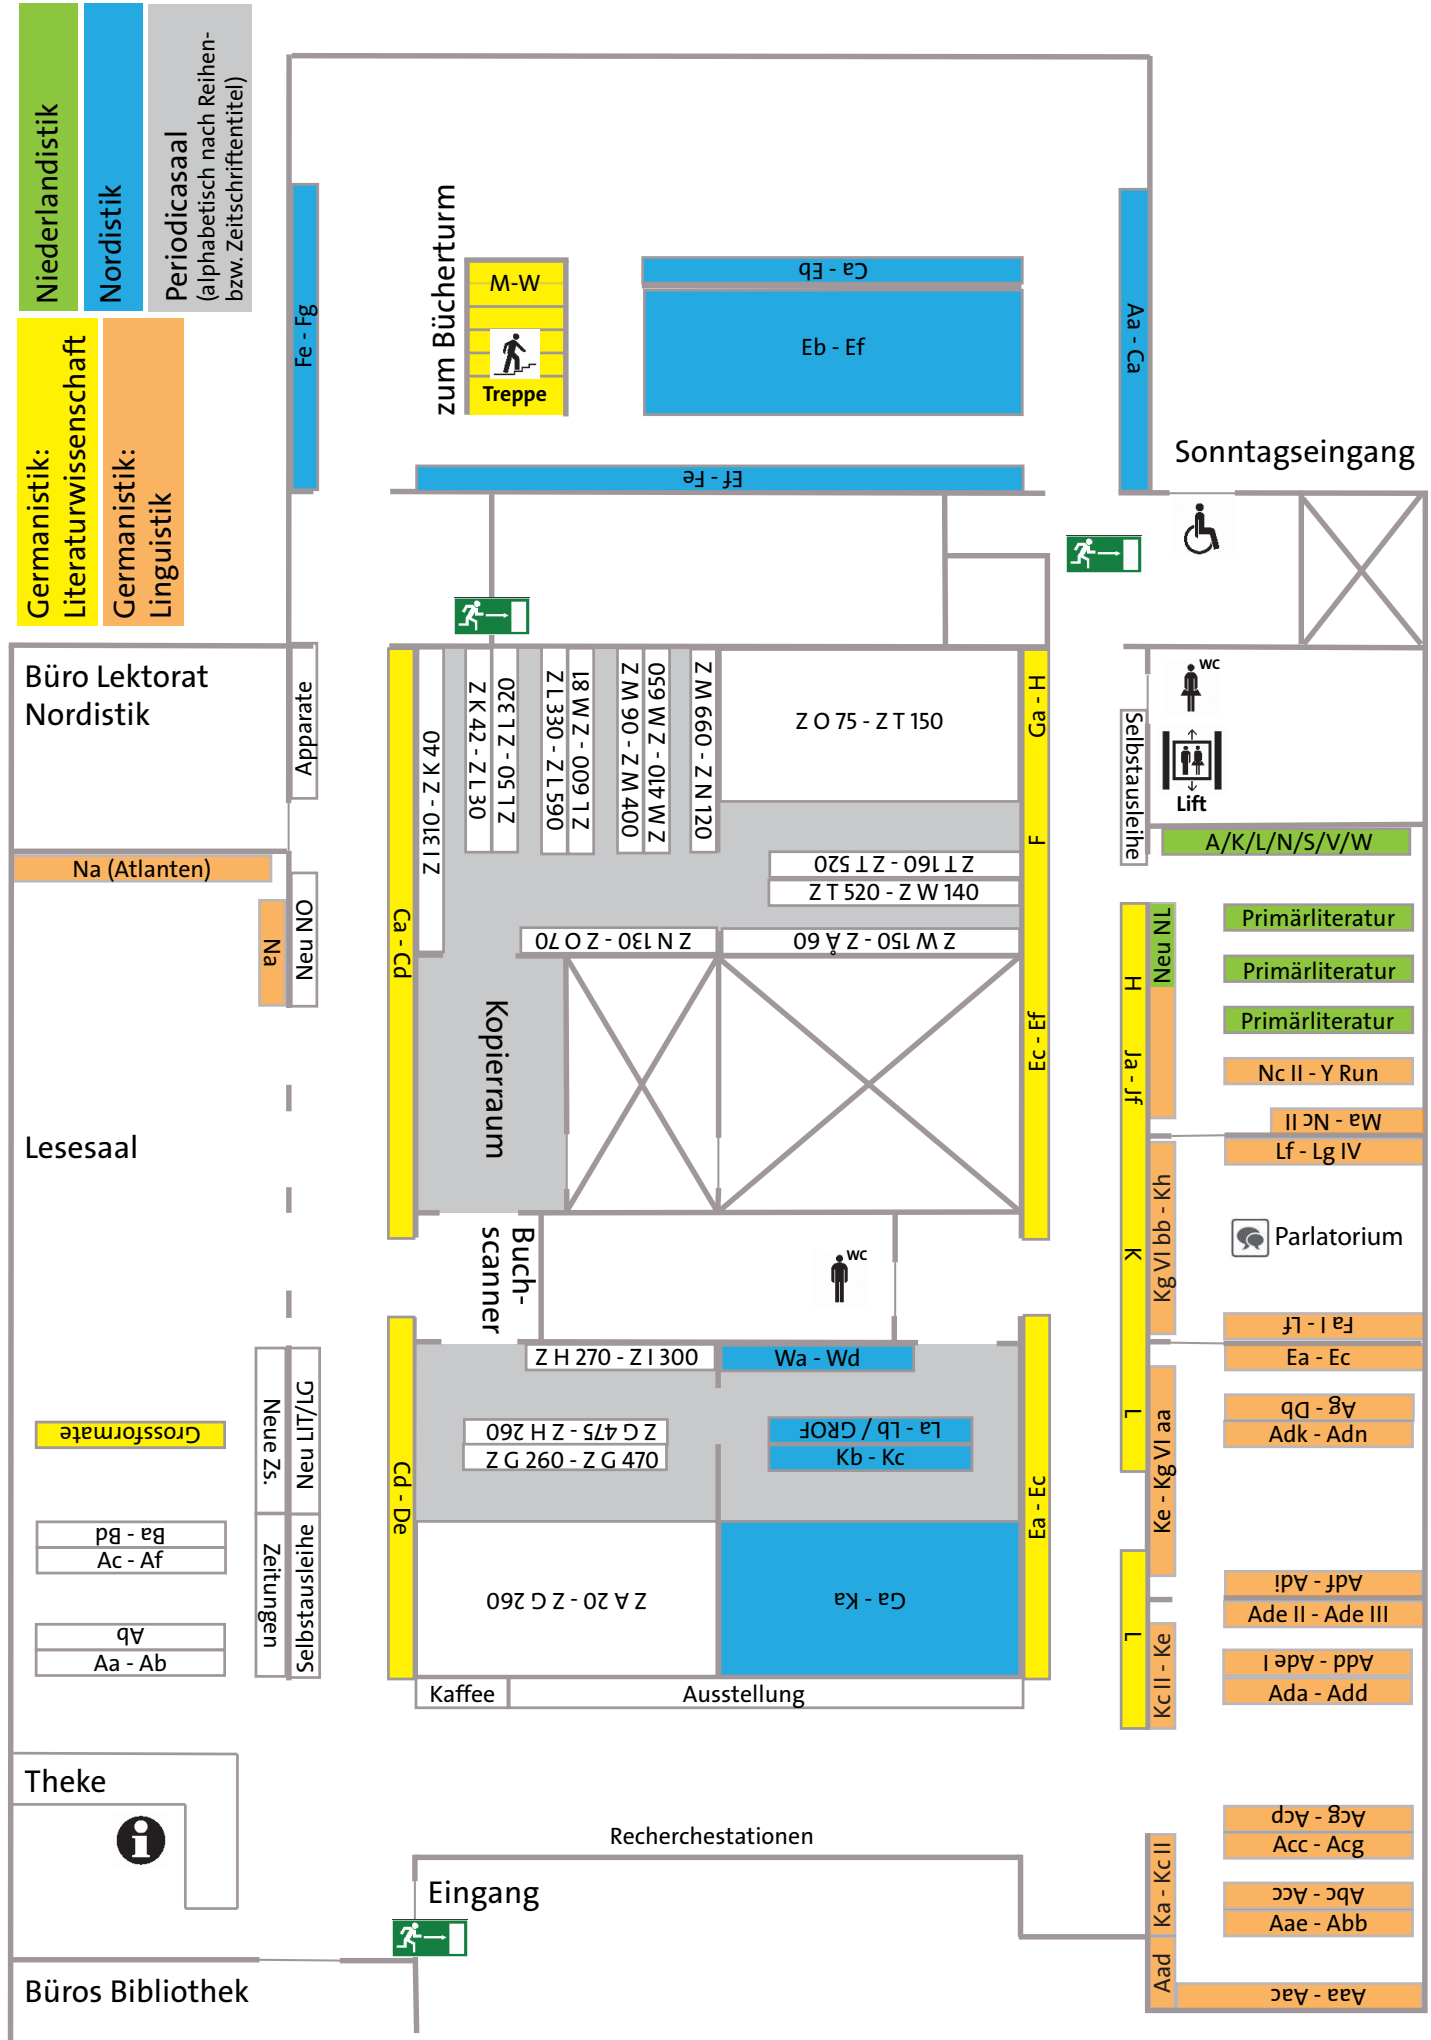 Niederlandistik
Nordistik
Periodicasaal
(alphabetisch nach Reihen-
bzw. Zeitschriftentitel)
Germanistik:
Literaturwissenschaft
Germanistik:
Linguistik
Fe - Fg
zum Bücherturm
M-W
Treppe
Ca - Eb
Eb - Ef
Aa - Ca
Ef - Fe
Sonntagseingang
Büro Lektorat
Nordistik
Apparate
Z I 310 - Z K 40
Z K 42 - Z L 30
Z L 50 - Z L 320
Z L 330 - Z L 590
Z L 600 - Z M 81
Z M 90 - Z M 400
Z M 410 - Z M 650
Z M 660 - Z N 120
Z O 75 - Z T 150
Ga - H
F
Ec - Ef
Selbstausleihe
WC
Lift
A/K/L/N/S/V/W
Na (Atlanten)
Na
Neu NO
Ca - Cd
Z T 160 - Z T 520
Z T 520 - Z W 140
Z N 130 - Z O 70
Z W 150 - Z Å 60
Kopierraum
H
Ja - Jf
K
L
Neu NL
Primärliteratur
Primärliteratur
Primärliteratur
Nc II - Y Run
Ma - Nc II
Lf - Lg IV
Lesesaal
Kg VI bb - Kh
Parlatorium
Buch-
scanner
WC
Fa I - Lf
Ea - Ec
Z H 270 - Z I 300
Wa - Wd
Neue Zs.
Neu LIT/LG
Grossformate
Cd - De
Z G 475 - Z H 260
Z G 260 - Z G 470
La - Lb / GROF
Kb - Kc
Ea - Ec
Ke - Kg VI aa
Ag - Db
Adk - Adn
Ba - Bd
Ac - Af
Ab
Aa - Ab
Zeitungen
Selbstausleihe
Z A 20 - Z G 260
Ga - Ka
L
Kc II - Ke
Adf - Adi
Ade II - Ade III
Add - Ade I
Ada - Add
Kaffee
Ausstellung
Theke
Recherchestationen
Eingang
Büros Bibliothek
Ka - Kc II
Aad
Acg - Acp
Acc - Acg
Abc - Acc
Aae - Abb
Aaa - Aac